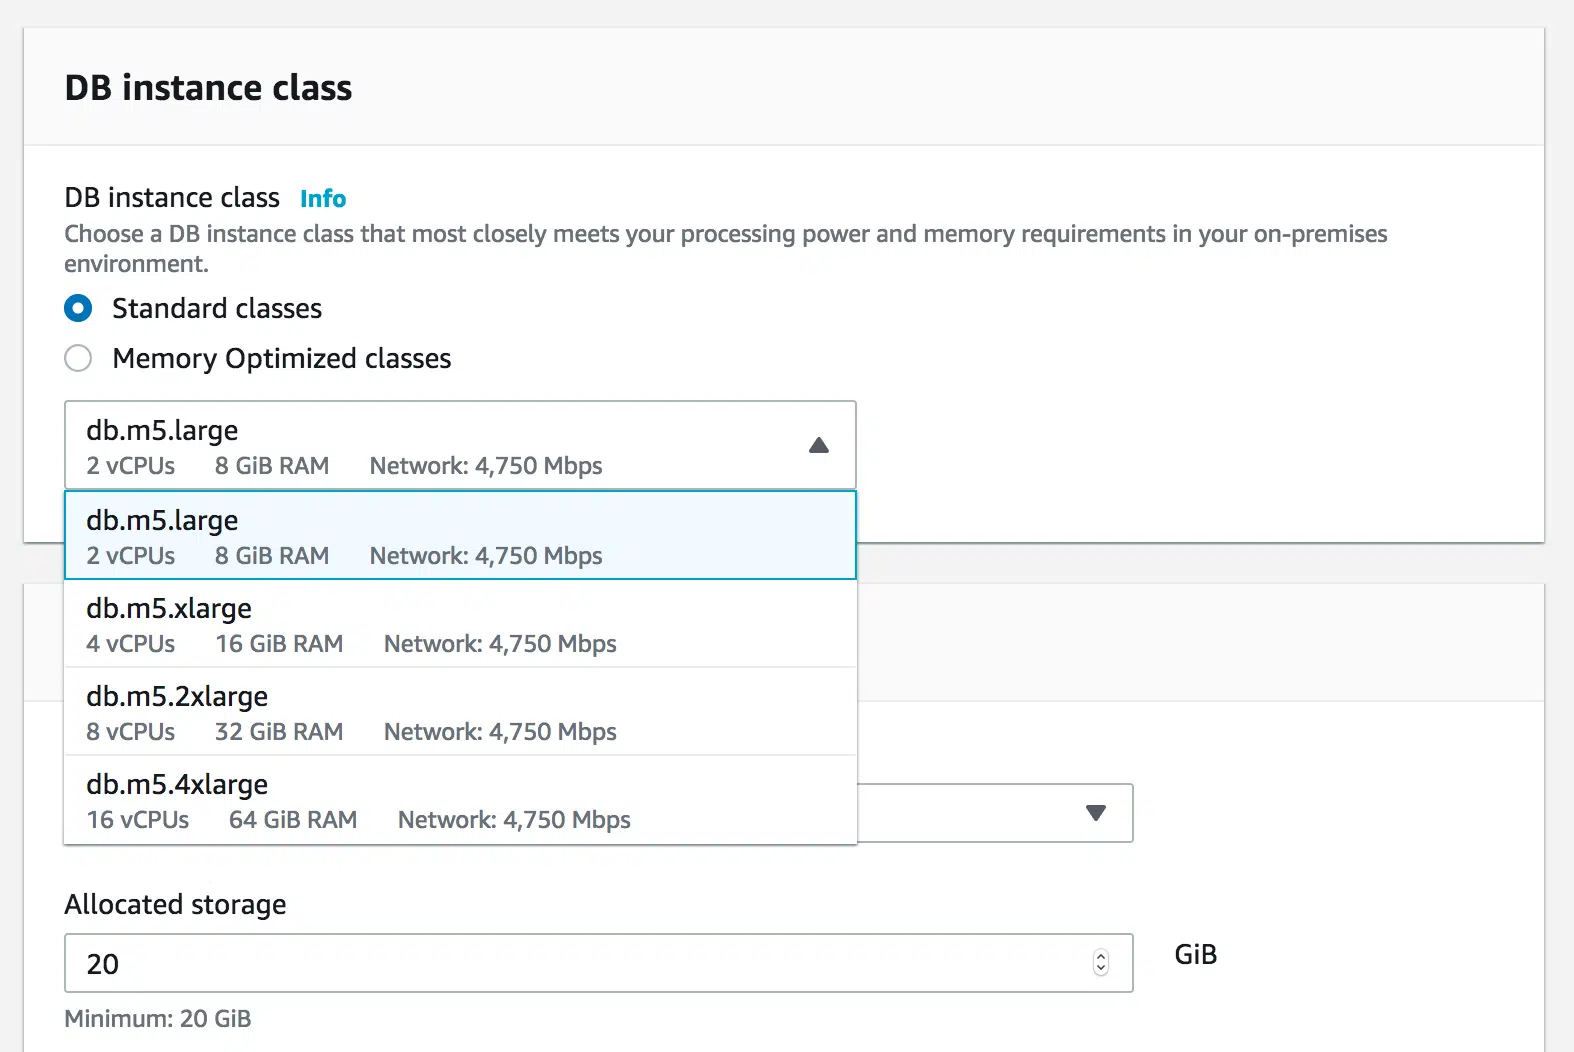 DB instance class
DB instance class Info
Choose a DB instance class that most closely meets your processing power and memory requirements in your on-premises
environment.
Standard classes
Memory Optimized classes
db.m5.large
2 vCPUs 8 GiB RAM Network: 4,750 Mbps
db.m5.large
2 vCPUs 8 GiB RAM Network: 4,750 Mbps
db.m5.xlarge
4 vCPUs 16 GiB RAM Network: 4,750 Mbps
db.m5.2xlarge
8 vCPUs 32 GiB RAM Network: 4,750 Mbps
db.m5.4xlarge
16 vCPUs 64 GiB RAM Network: 4,750 Mbps
Allocated storage
20 GiB
Minimum: 20 GiB